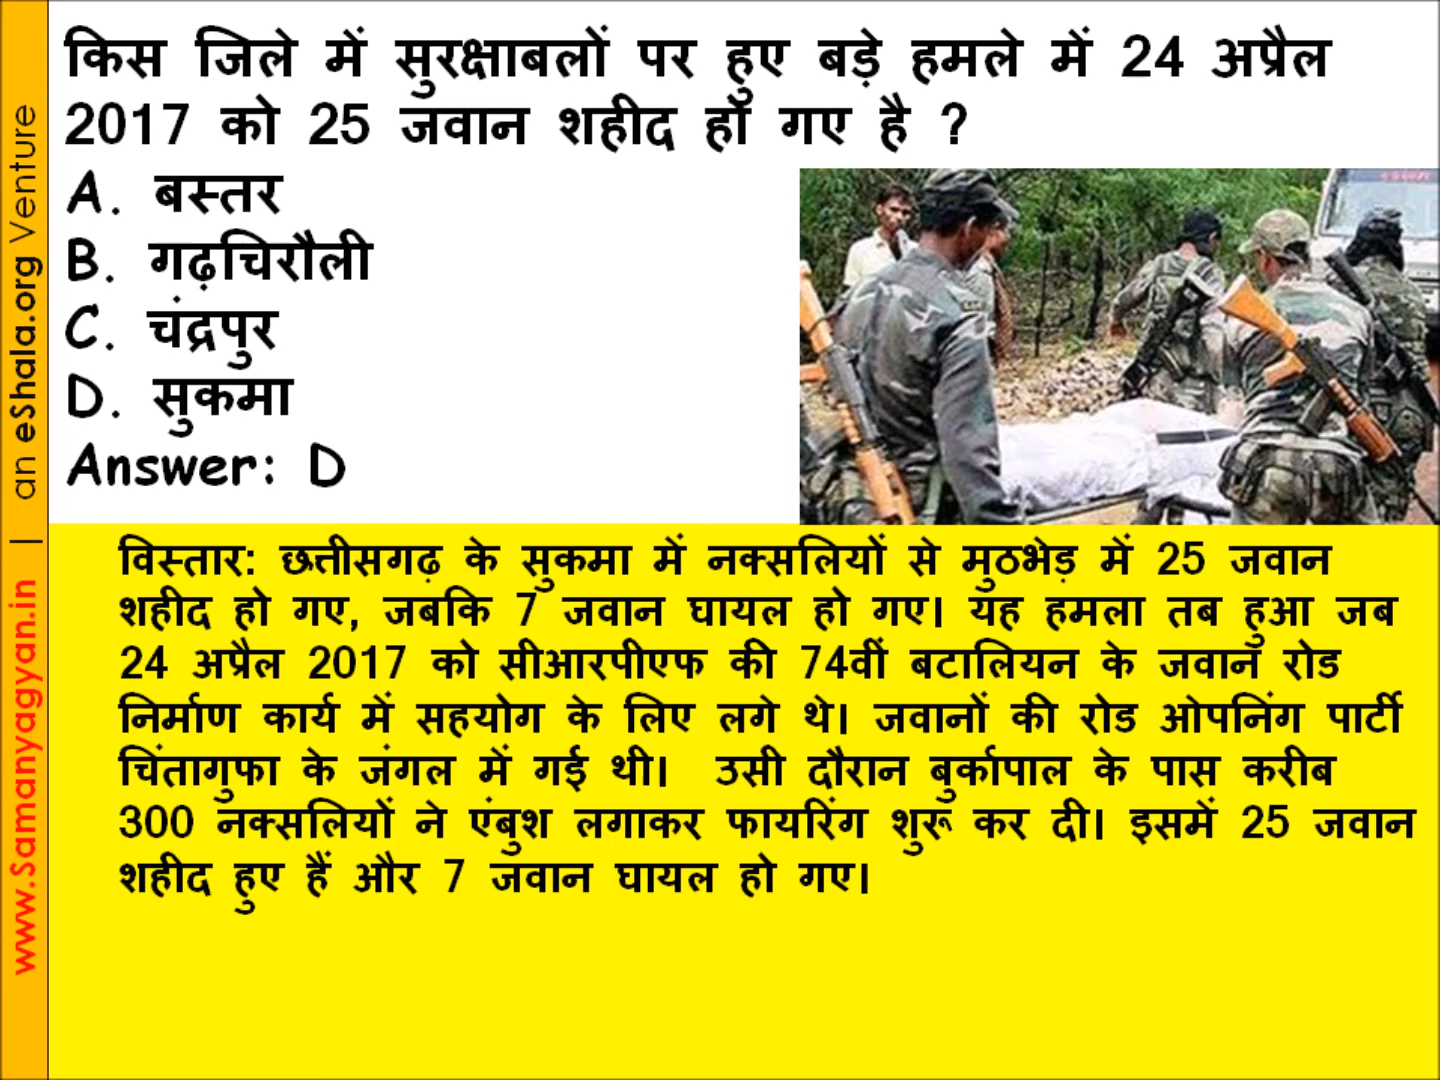 किस जिले में सुरक्षाबलों पर हुए बड़े हमले में 24 अप्रैल
2017 को 25 जवान शहीद हो गए है ?
A. बस्तर
B. गढ़चिरौली
C. चंद्रपुर
D. सुकमा
Answer: D
विस्तार: छत्तीसगढ़ के सुकमा में नक्सलियों से मुठभेड़ में 25 जवान
शहीद हो गए, जबकि 7 जवान घायल हो गए। यह हमला तब हुआ जब
24 अप्रैल 2017 को सीआरपीएफ की 74वीं बटालियन के जवान रोड
निर्माण कार्य में सहयोग के लिए लगे थे। जवानों की रोड ओपनिंग पार्टी
चिंतागुफा के जंगल में गई थी। उसी दौरान बुर्कापाल के पास करीब
300 नक्सलियों ने एंबुश लगाकर फायरिंग शुरू कर दी। इसमें 25 जवान
शहीद हुए हैं और 7 जवान घायल हो गए।
www.Samanyagyan.in | an eShala.org Venture